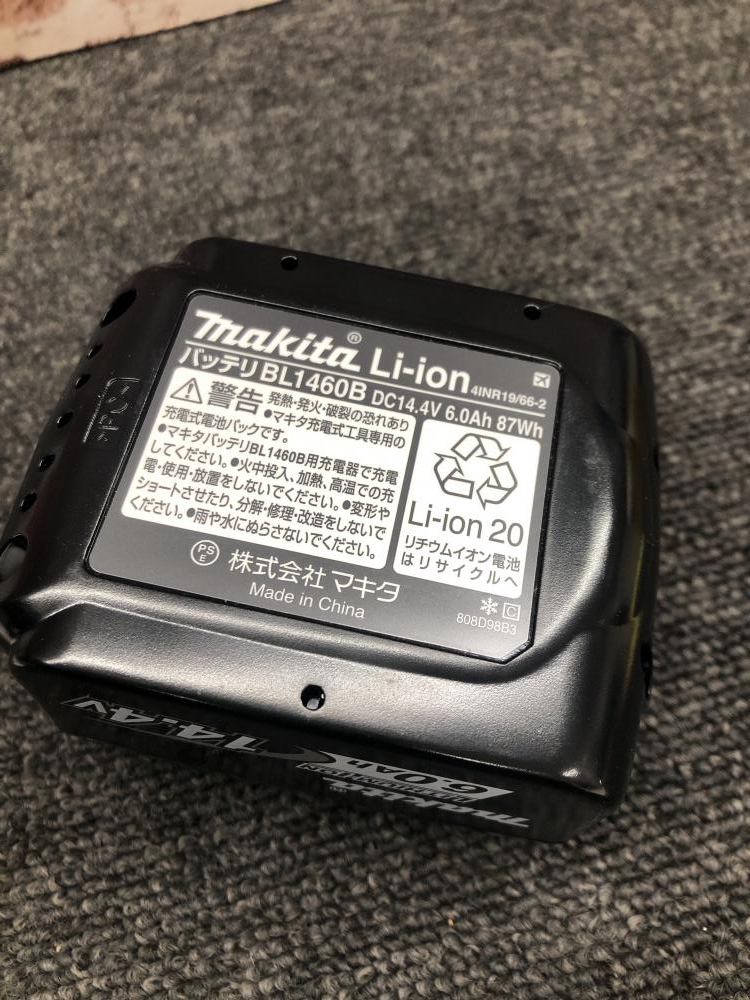 makita® Li-ion 4INR19/66-2
バッテリ BL1460B DC14.4V 6.0Ah 87Wh
警告 発熱・発火・破裂の恐れあり
●マキタ充電式工具専用の
充電式電池パックです。
●マキタバッテリBL1460B用充電器で充電
してください。●火中投入、加熱、高温での充
電・使用・放置をしないでください。●変形や
ショートさせたり、分解・修理・改造をしないで
ください。●雨や水にぬらさないでください。
Li-ion 20
リチウムイオン電池
はリサイクルへ
PSE 株式会社 マキタ
Made in China
C
808D98B3
14.4V
6.0Ah
makita®